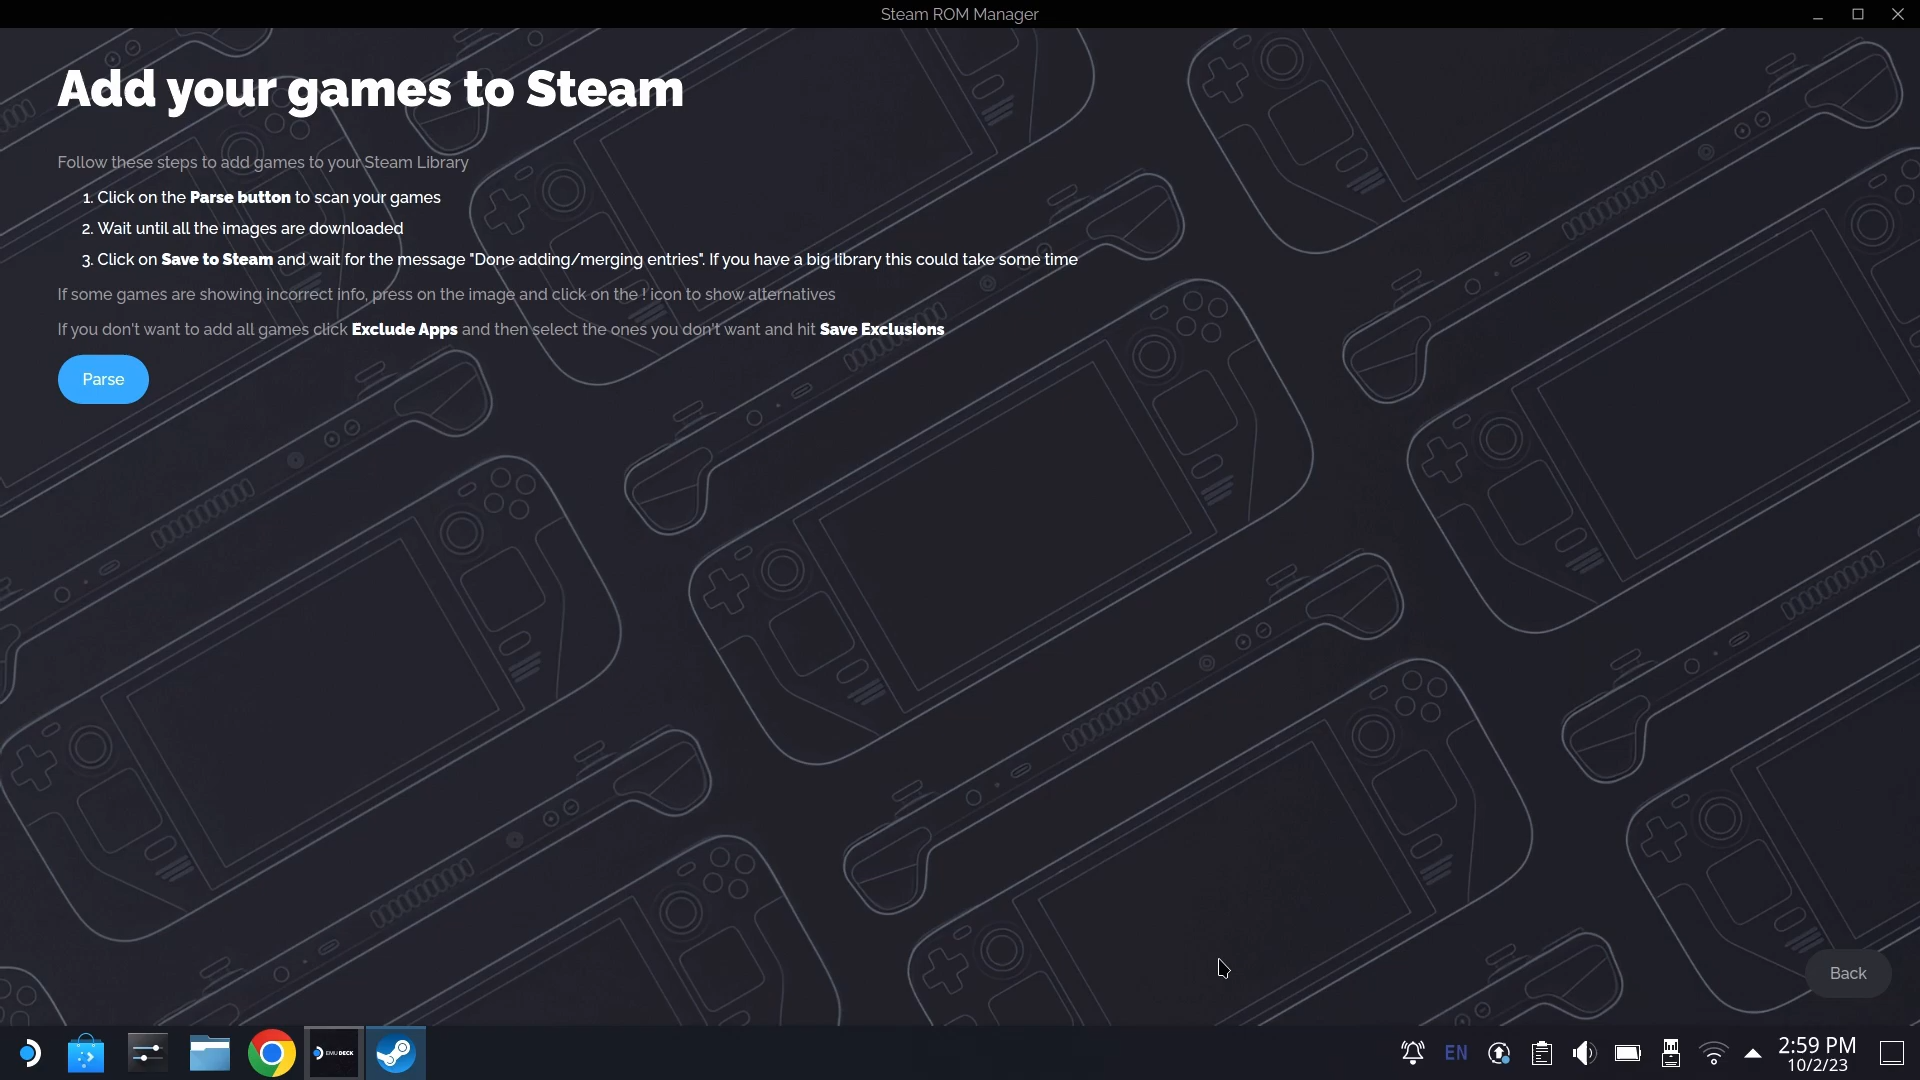 Steam ROM Manager
Add your games to Steam
Follow these steps to add games to your Steam Library
1. Click on the Parse button to scan your games
2. Wait until all the images are downloaded
3. Click on Save to Steam and wait for the message "Done adding/merging entries". If you have a big library this could take some time
If some games are showing incorrect info, press on the image and click on the ! icon to show alternatives
If you don't want to add all games click Exclude Apps and then select the ones you don't want and hit Save Exclusions
Parse
Back
EMU DECK
EN
2:59 PM
10/2/23